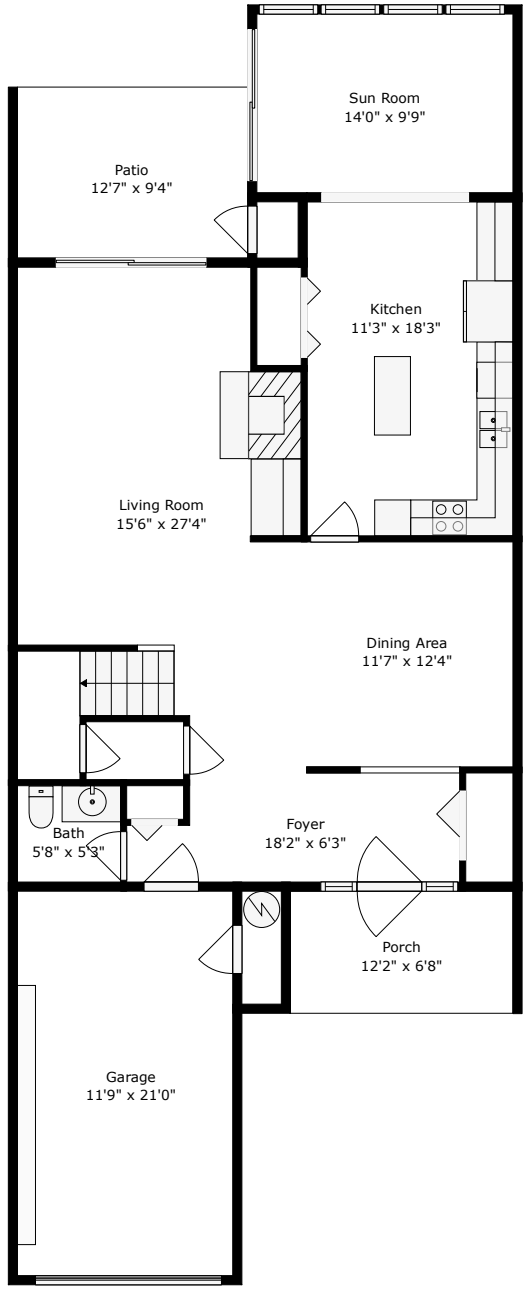 Sun Room
14'0" x 9'9"
Patio
12'7" x 9'4"
Kitchen
11'3" x 18'3"
Living Room
15'6" x 27'4"
Dining Area
11'7" x 12'4"
Foyer
18'2" x 6'3"
Bath
5'8" x 5'3"
Porch
12'2" x 6'8"
Garage
11'9" x 21'0"